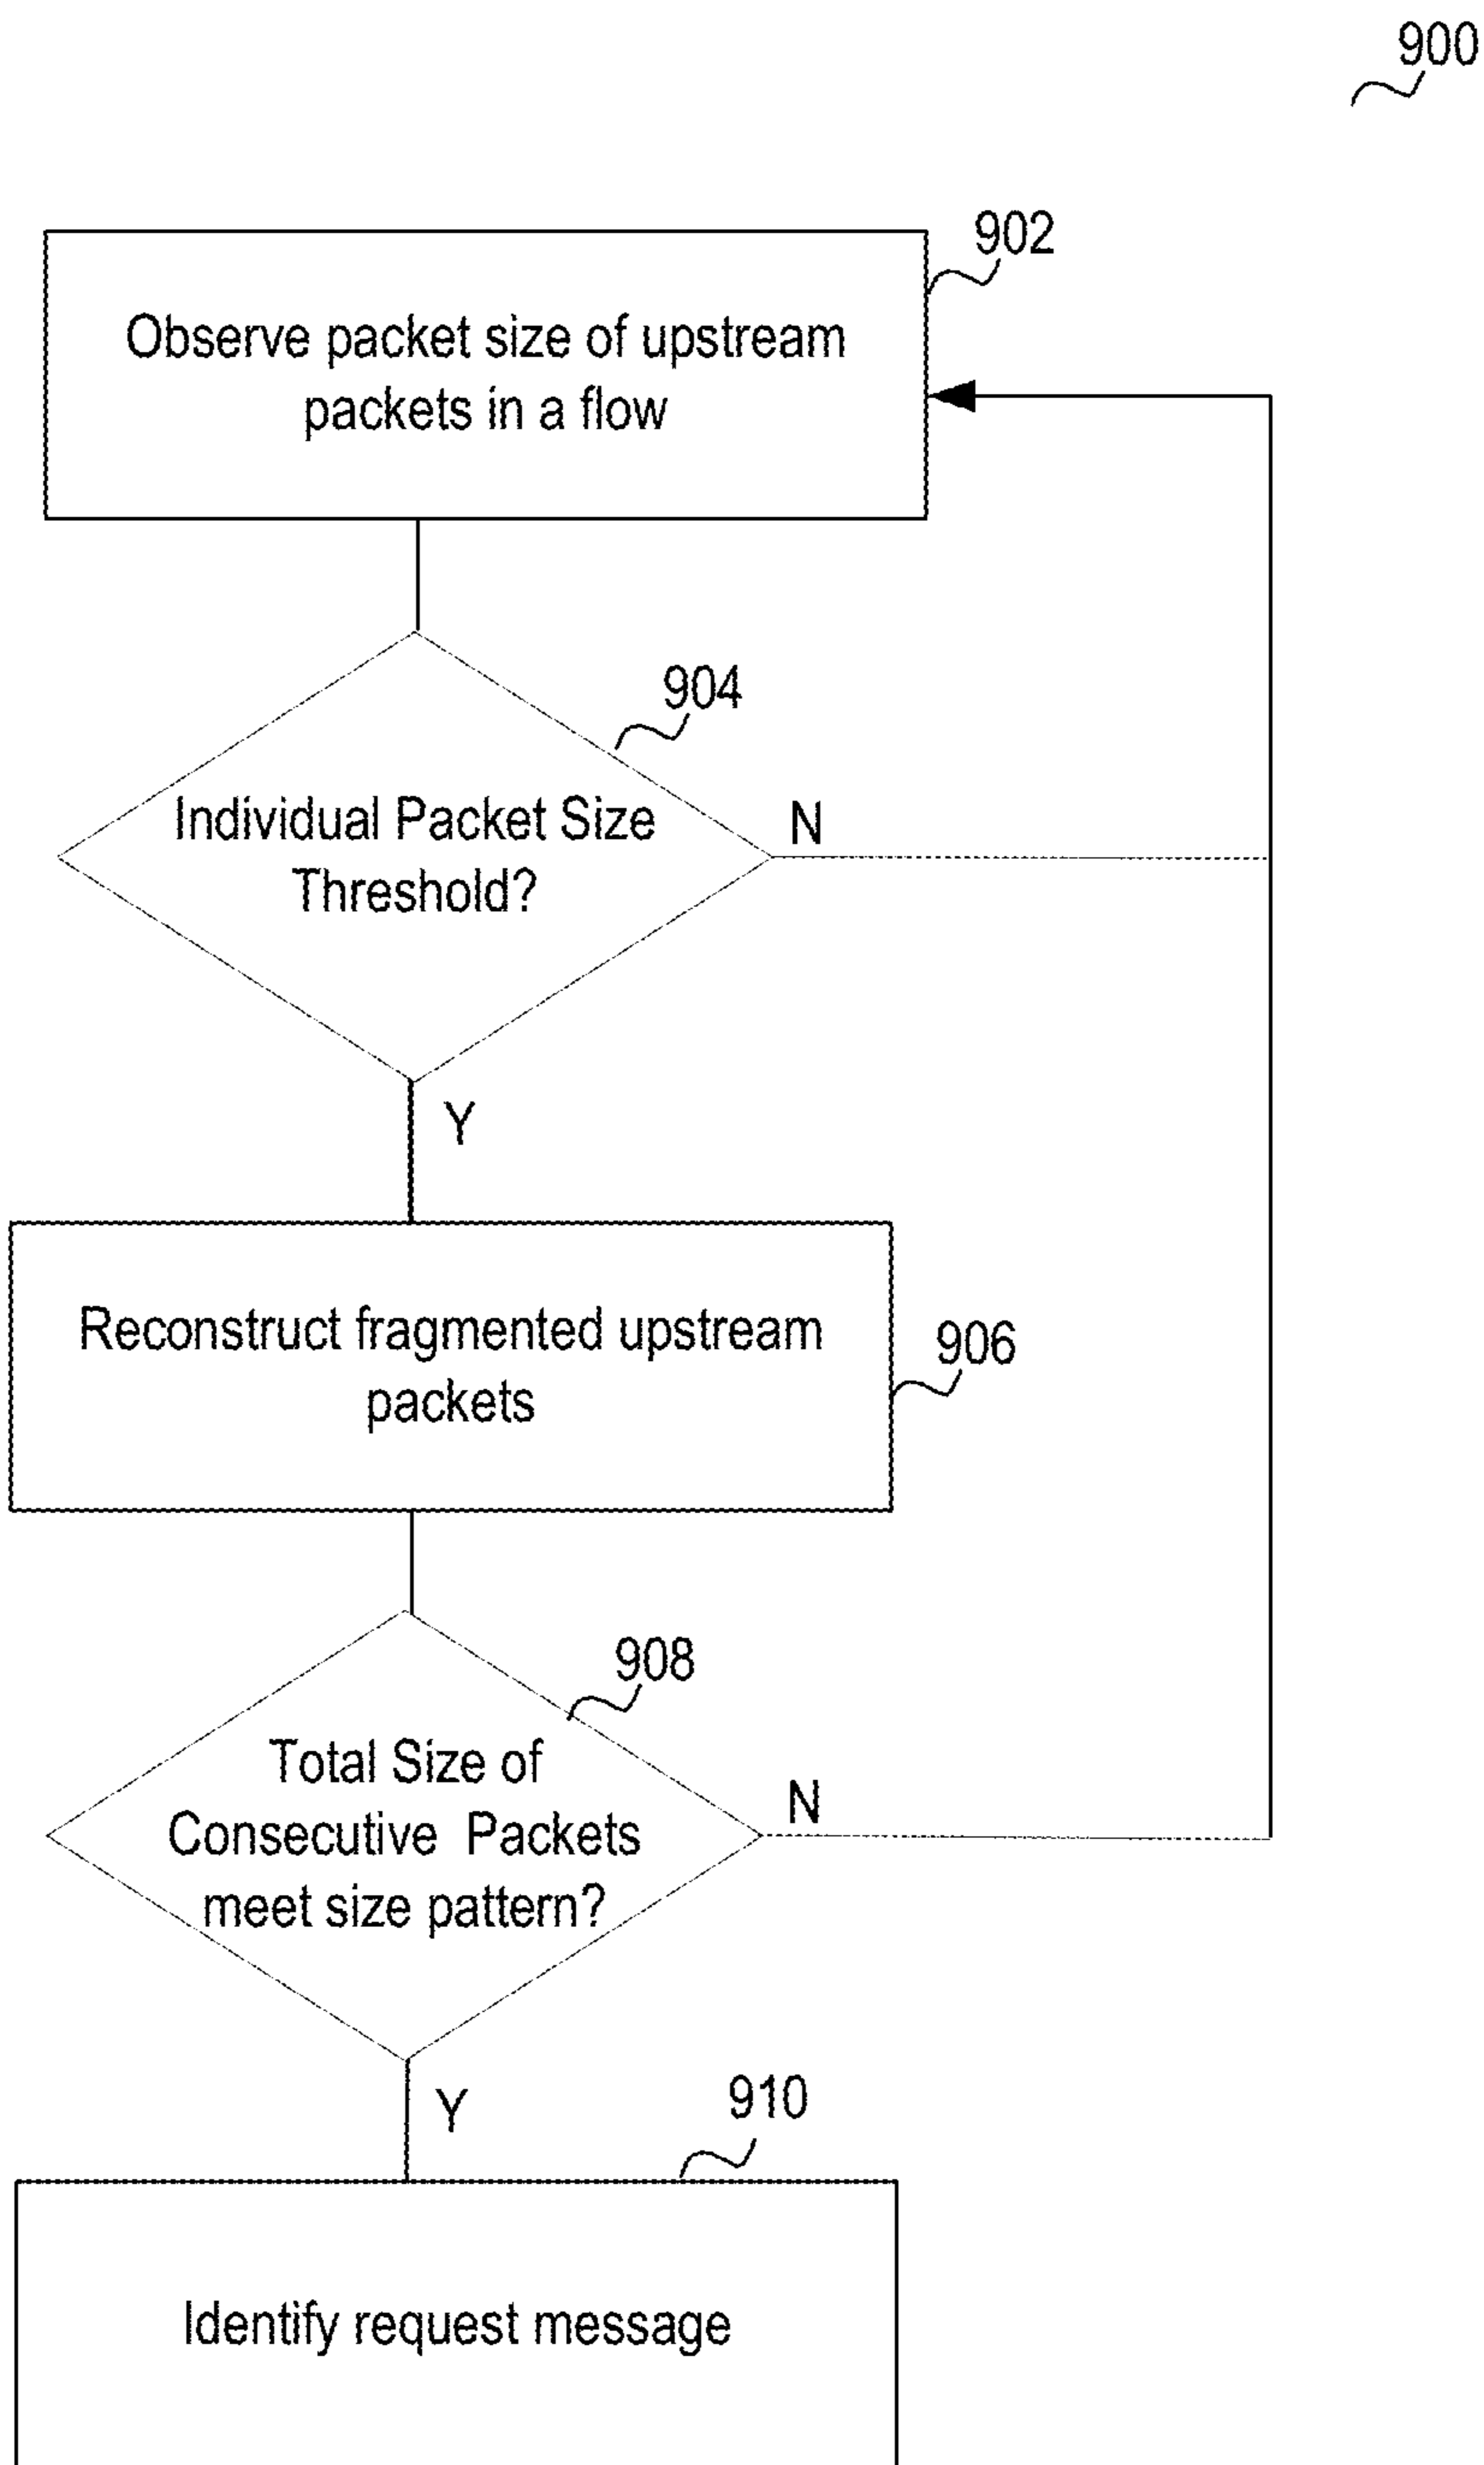 900
902
Observe packet size of upstream
packets in a flow
904
Individual Packet Size
Threshold?
N
Y
Reconstruct fragmented upstream
packets
906
908
Total Size of
Consecutive Packets
meet size pattern?
N
Y
910
Identify request message